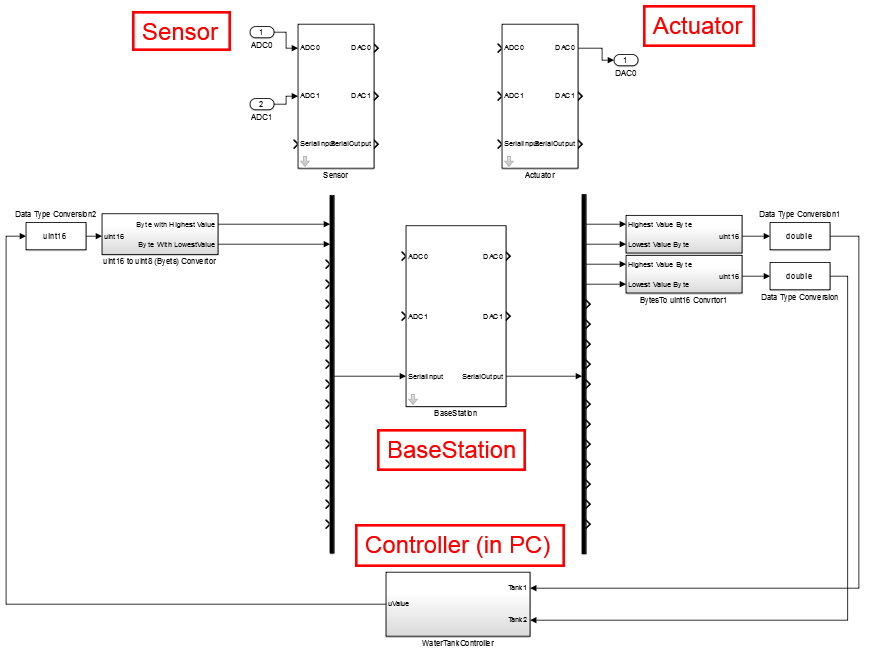 Sensor
Actuator
1
ADC0
2
ADC1
ADC0
DAC0
ADC1
DAC1
SerialInput
SerialOutput
Sensor
ADC0
DAC0
ADC1
DAC1
SerialInput
SerialOutput
Actuator
1
DAC0
Data Type Conversion2
uint16
uint16
Byte with Highest Value
Byte With LowestValue
uint16 to uint8 (Byets) Convertor
ADC0
DAC0
ADC1
DAC1
SerialInput
SerialOutput
BaseStation
Highest Value Byte
Lowest Value Byte
uint16
Data Type Conversion1
double
Highest Value Byte
Lowest Value Byte
uint16
BytesTo uint16 Convrtor1
double
Data Type Conversion
BaseStation
Controller (in PC)
uValue
Tank1
Tank2
WaterTankController